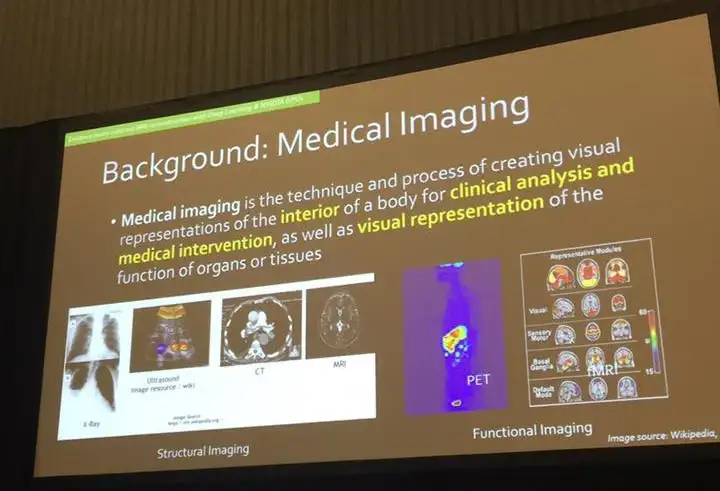 Background: Medical Imaging
• Medical imaging is the technique and process of creating visual
representations of the interior of a body for clinical analysis and
medical intervention, as well as visual representation of the
function of organs or tissues
Representative Modules
Visual
Sensory
Motor
Basal
Ganglia
Default
Mode
60
15
fMRI
PET
X-Ray
Ultrasound
Image resource : wiki
CT
MRI
Image Source
Structural Imaging
Functional Imaging
Image source: Wikipedia,